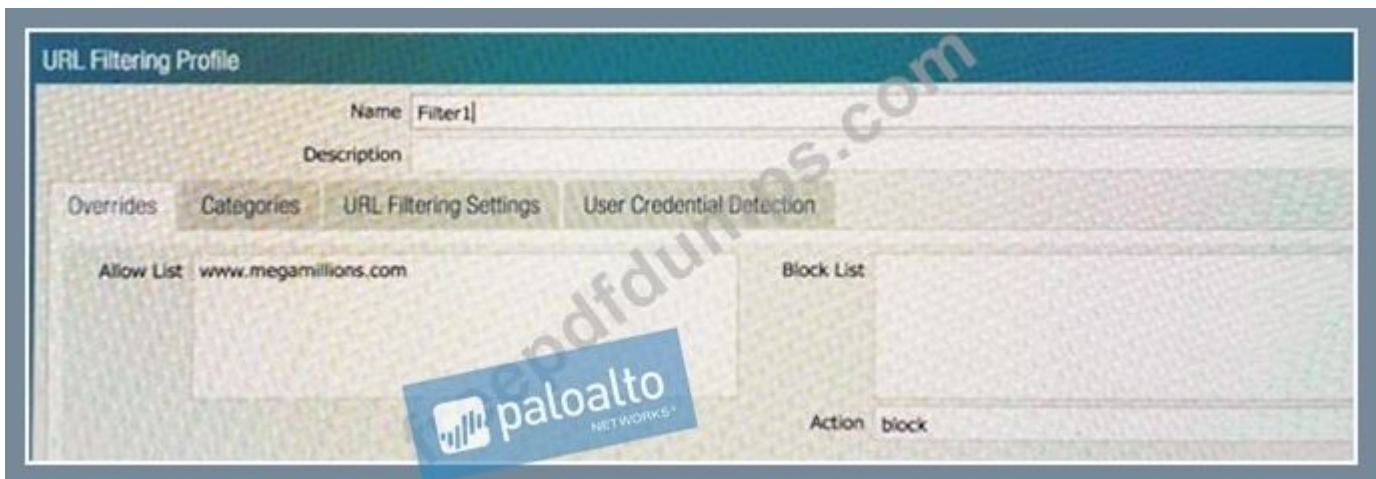 URL Filtering Profile
Name Filter1
Description
Overrides Categories URL Filtering Settings User Credential Detection
Allow List www.megamillions.com Block List
paloalto
NETWORKS
Action block